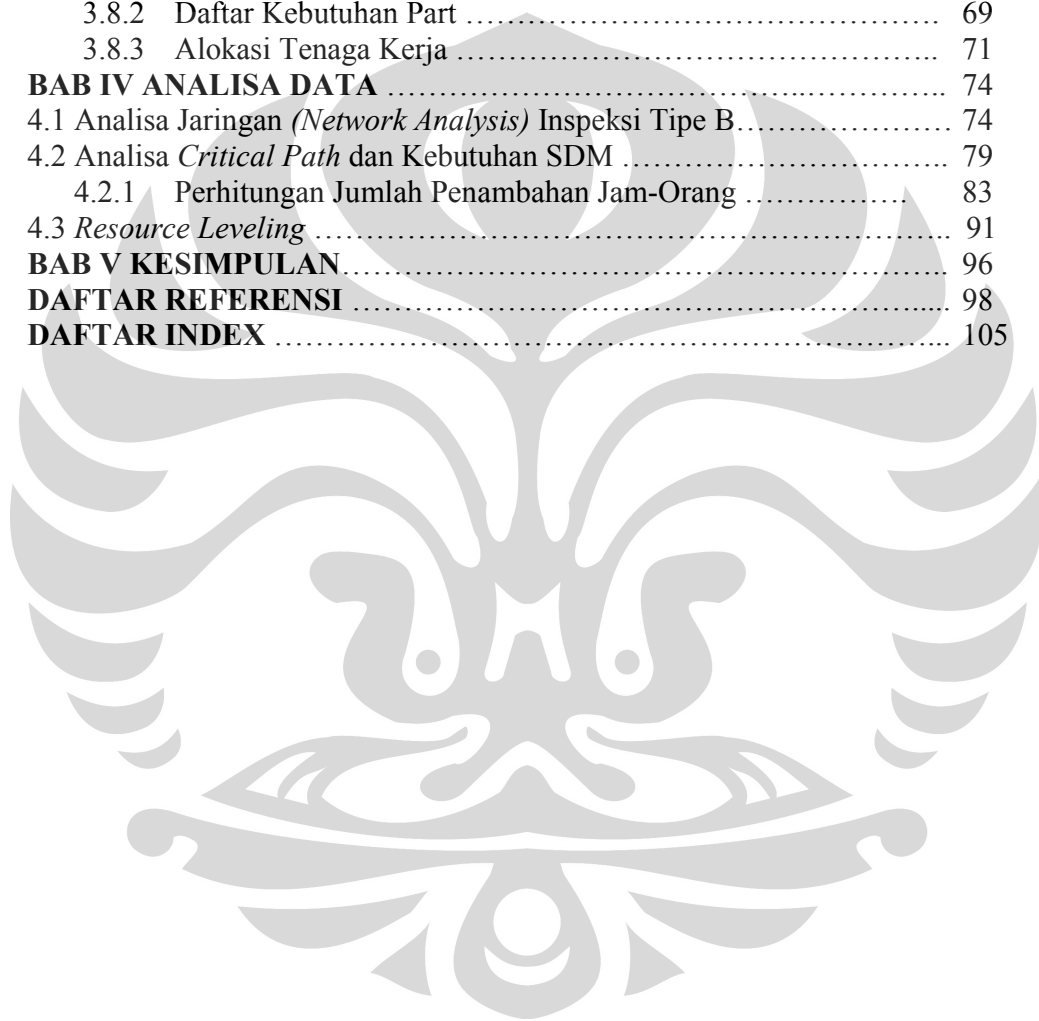 3.8.2 Daftar Kebutuhan Part ……………………………………. 69
3.8.3 Alokasi Tenaga Kerja …………………………………….. 71
BAB IV ANALISA DATA …………………………………….…………….. 74
4.1 Analisa Jaringan (Network Analysis) Inspeksi Tipe B………………… 74
4.2 Analisa Critical Path dan Kebutuhan SDM ………………………….. 79
4.2.1 Perhitungan Jumlah Penambahan Jam-Orang ……………. 83
4.3 Resource Leveling ……………………………………………………….. 91
BAB V KESIMPULAN…………………………………………………….. 96
DAFTAR REFERENSI ………………………………………………..... 98
DAFTAR INDEX ………………………………………………………….. 105